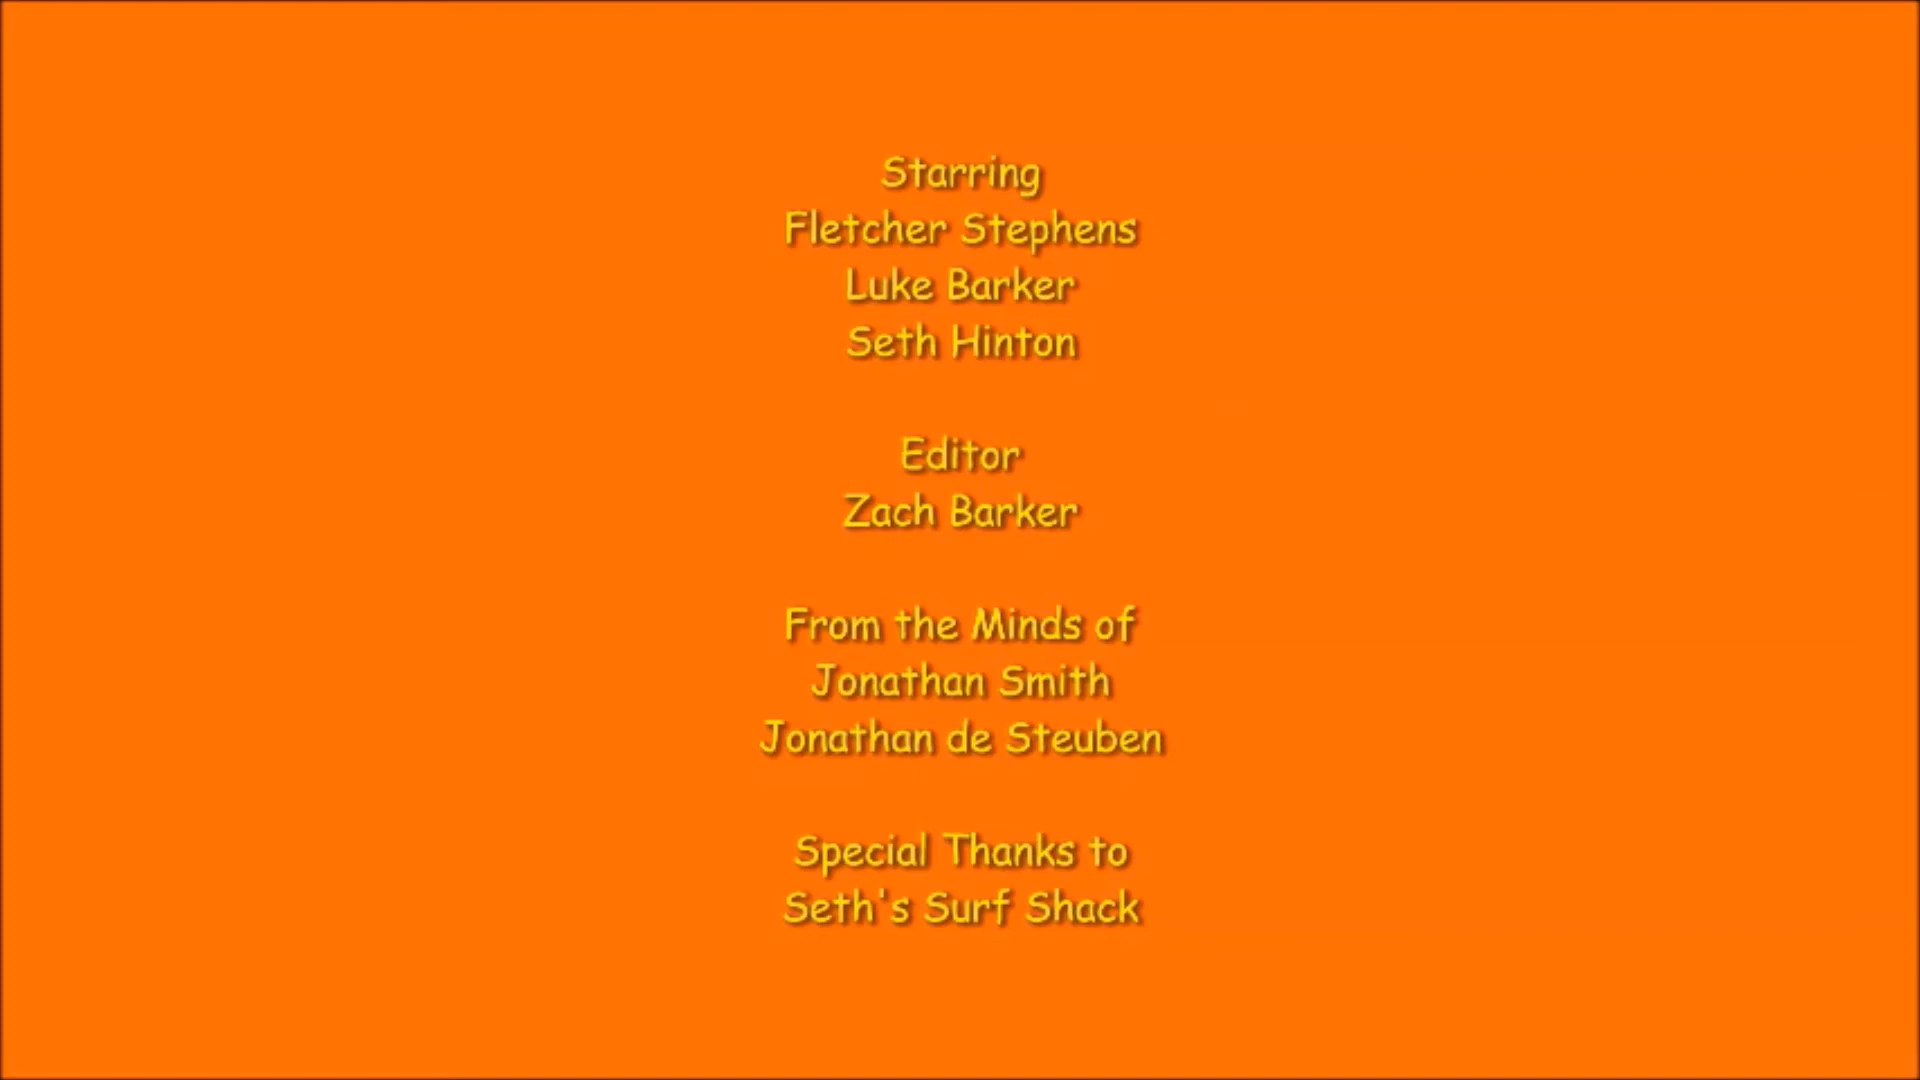 Starring
Fletcher Stephens
Luke Barker
Seth Hinton
Editor
Zach Barker
From the Minds of
Jonathan Smith
Jonathan de Steuben
Special Thanks to
Seth's Surf Shack